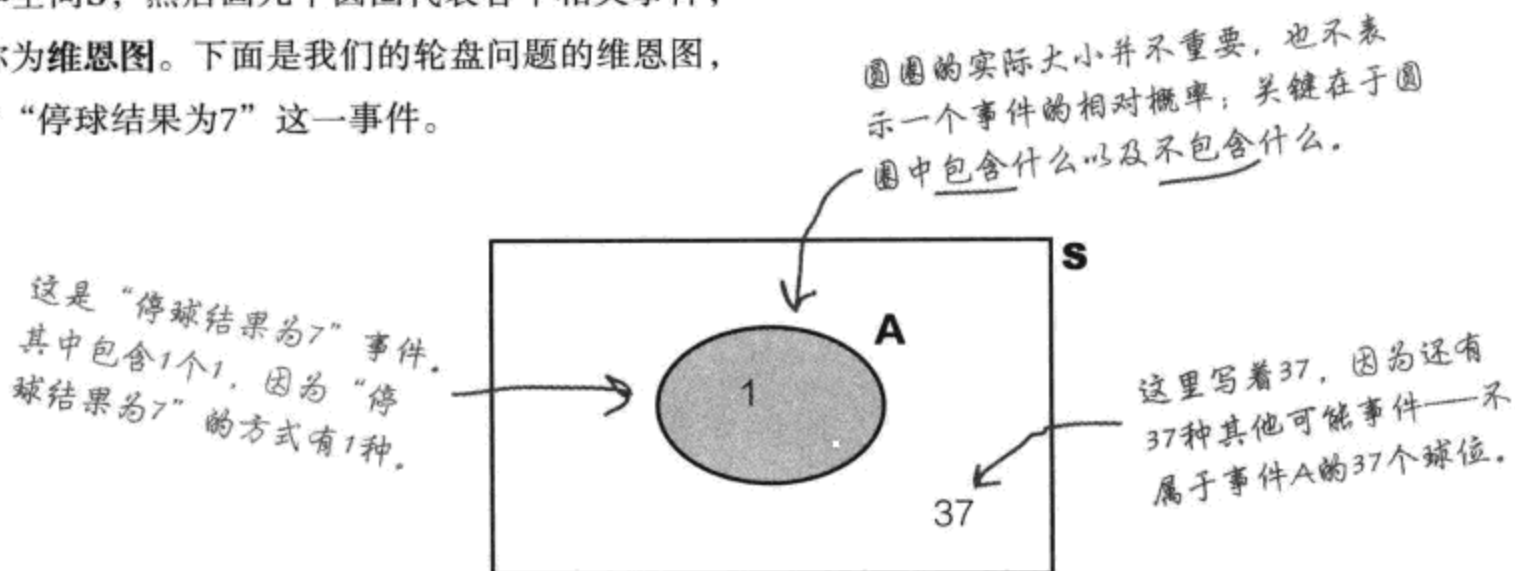 然后画几个圆圈代表各个相关事件，
称为维恩图。下面是我们的轮盘问题的维恩图，
“停球结果为7”这一事件。
圆圈的实际大小并不重要，也不表
示一个事件的相对概率；关键在于圆
圈中包含什么以及不包含什么。
S
A
这是“停球结果为7”事件。
其中包含1个1，因为“停
球结果为7”的方式有1种。
1
这里写着37，因为还有
37种其他可能事件——不
属于事件A的37个球位。
37